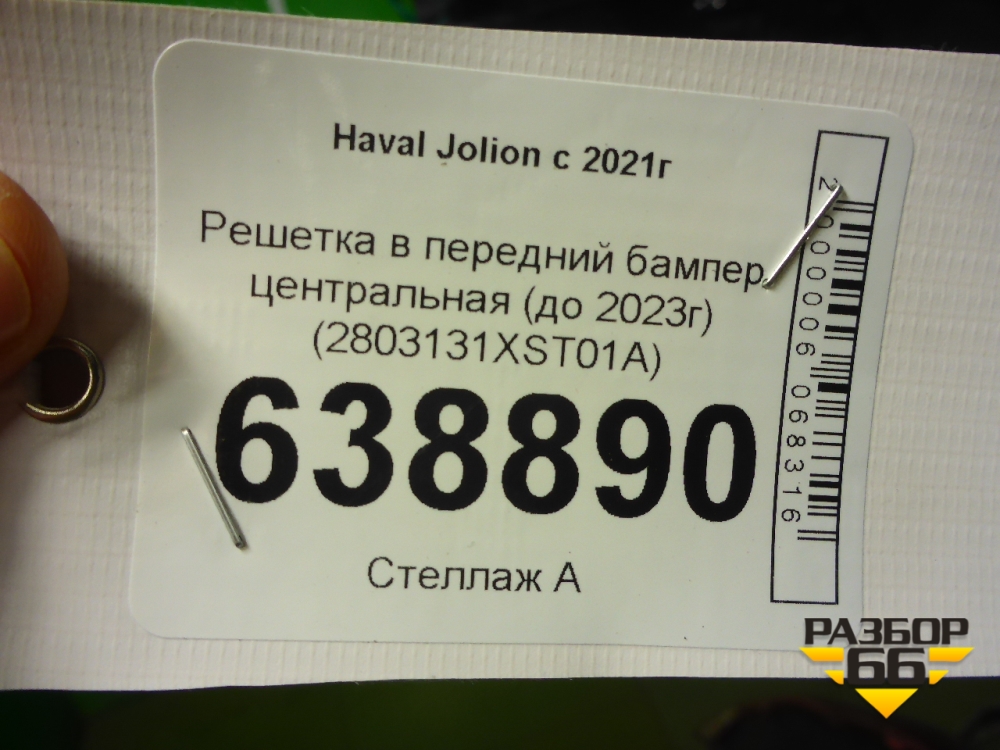 Haval Jolion с 2021г
Решетка в передний бампер
центральная (до 2023г)
(2803131XST01A)
638890
Стеллаж А
2000006068316
РАЗБОР
66